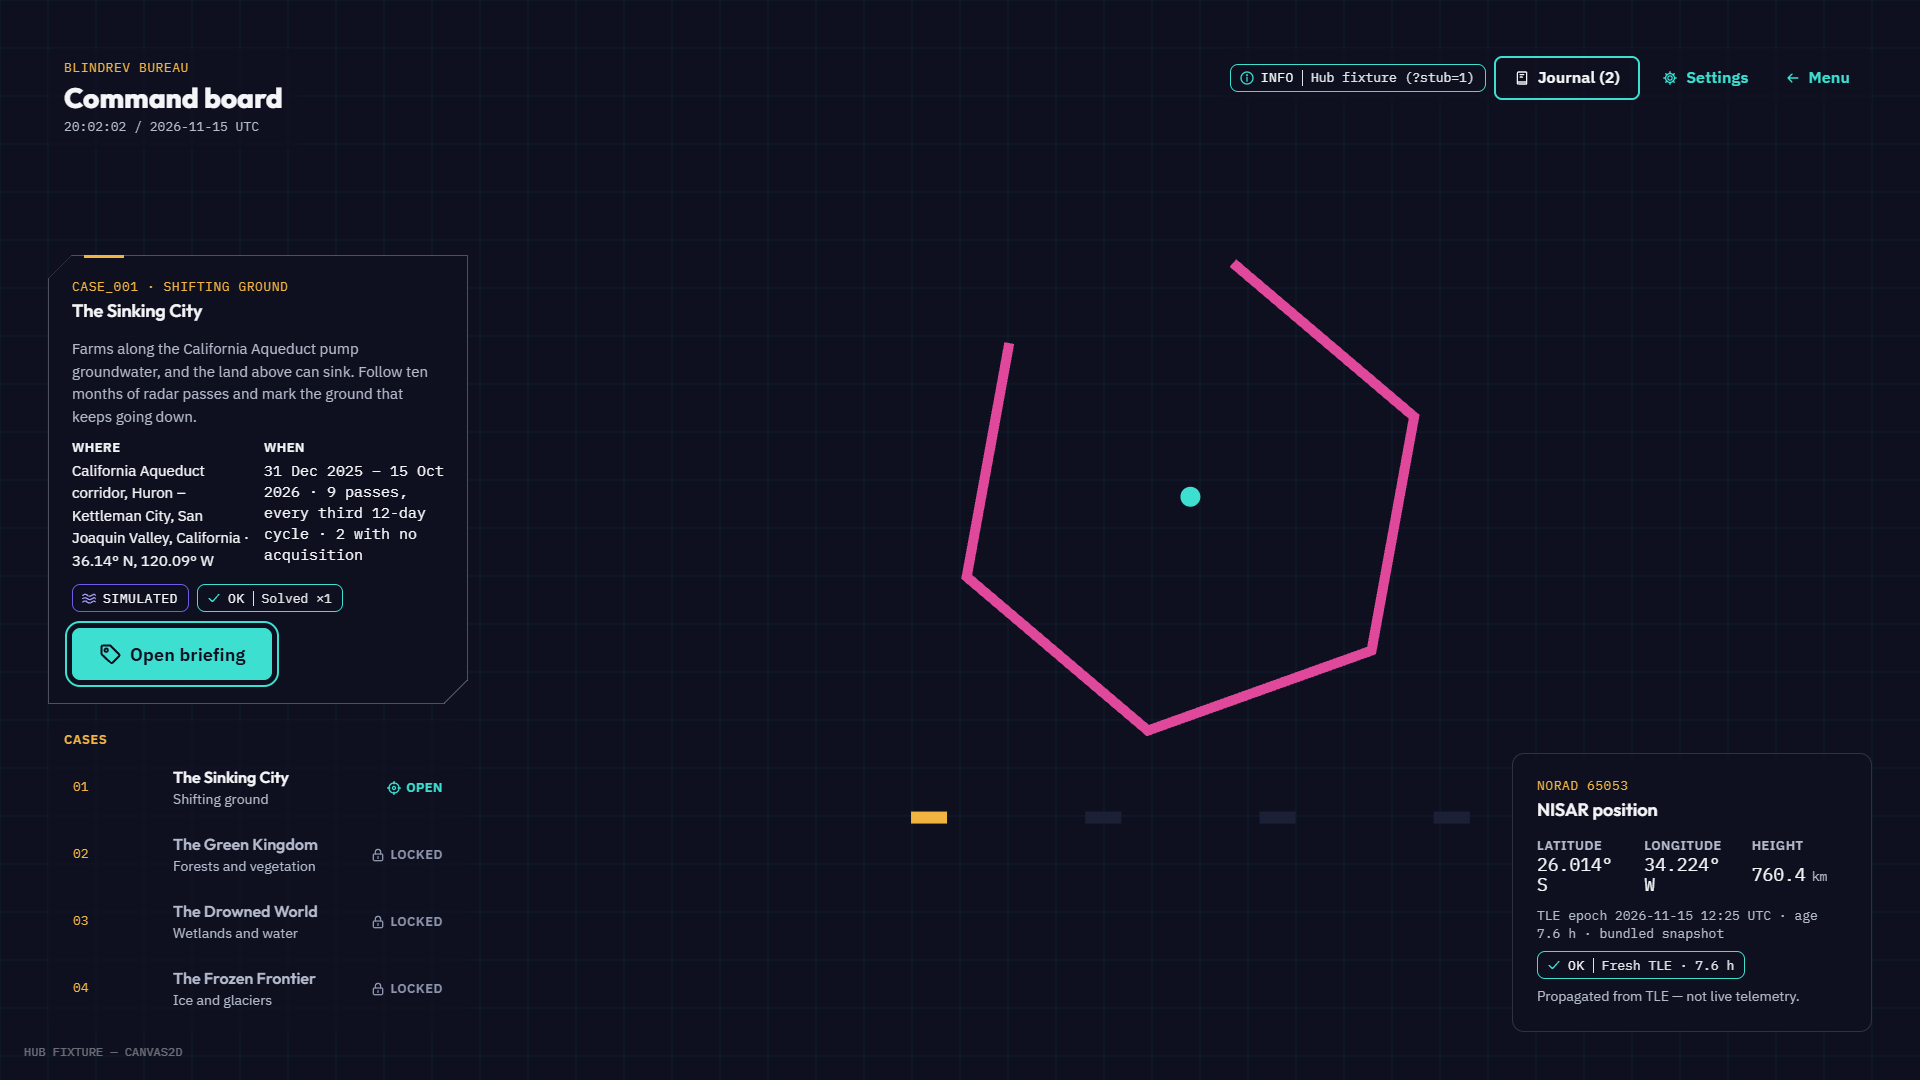 BLINDREV BUREAU
Command board
20:02:02 / 2026-11-15 UTC
INFO | Hub fixture (?stub=1)
Journal (2)
Settings
Menu
CASE_001 · SHIFTING GROUND
The Sinking City
Farms along the California Aqueduct pump
groundwater, and the land above can sink. Follow ten
months of radar passes and mark the ground that
keeps going down.
WHERE
California Aqueduct
corridor, Huron –
Kettleman City, San
Joaquin Valley, California ·
36.14° N, 120.09° W
WHEN
31 Dec 2025 – 15 Oct
2026 · 9 passes,
every third 12-day
cycle · 2 with no
acquisition
SIMULATED
OK | Solved ×1
Open briefing
CASES
01
The Sinking City
Shifting ground
OPEN
02
The Green Kingdom
Forests and vegetation
LOCKED
03
The Drowned World
Wetlands and water
LOCKED
04
The Frozen Frontier
Ice and glaciers
LOCKED
HUB FIXTURE — CANVAS2D
NORAD 65053
NISAR position
LATITUDE
26.014°
S
LONGITUDE
34.224°
W
HEIGHT
760.4 km
TLE epoch 2026-11-15 12:25 UTC · age
7.6 h · bundled snapshot
OK | Fresh TLE · 7.6 h
Propagated from TLE — not live telemetry.